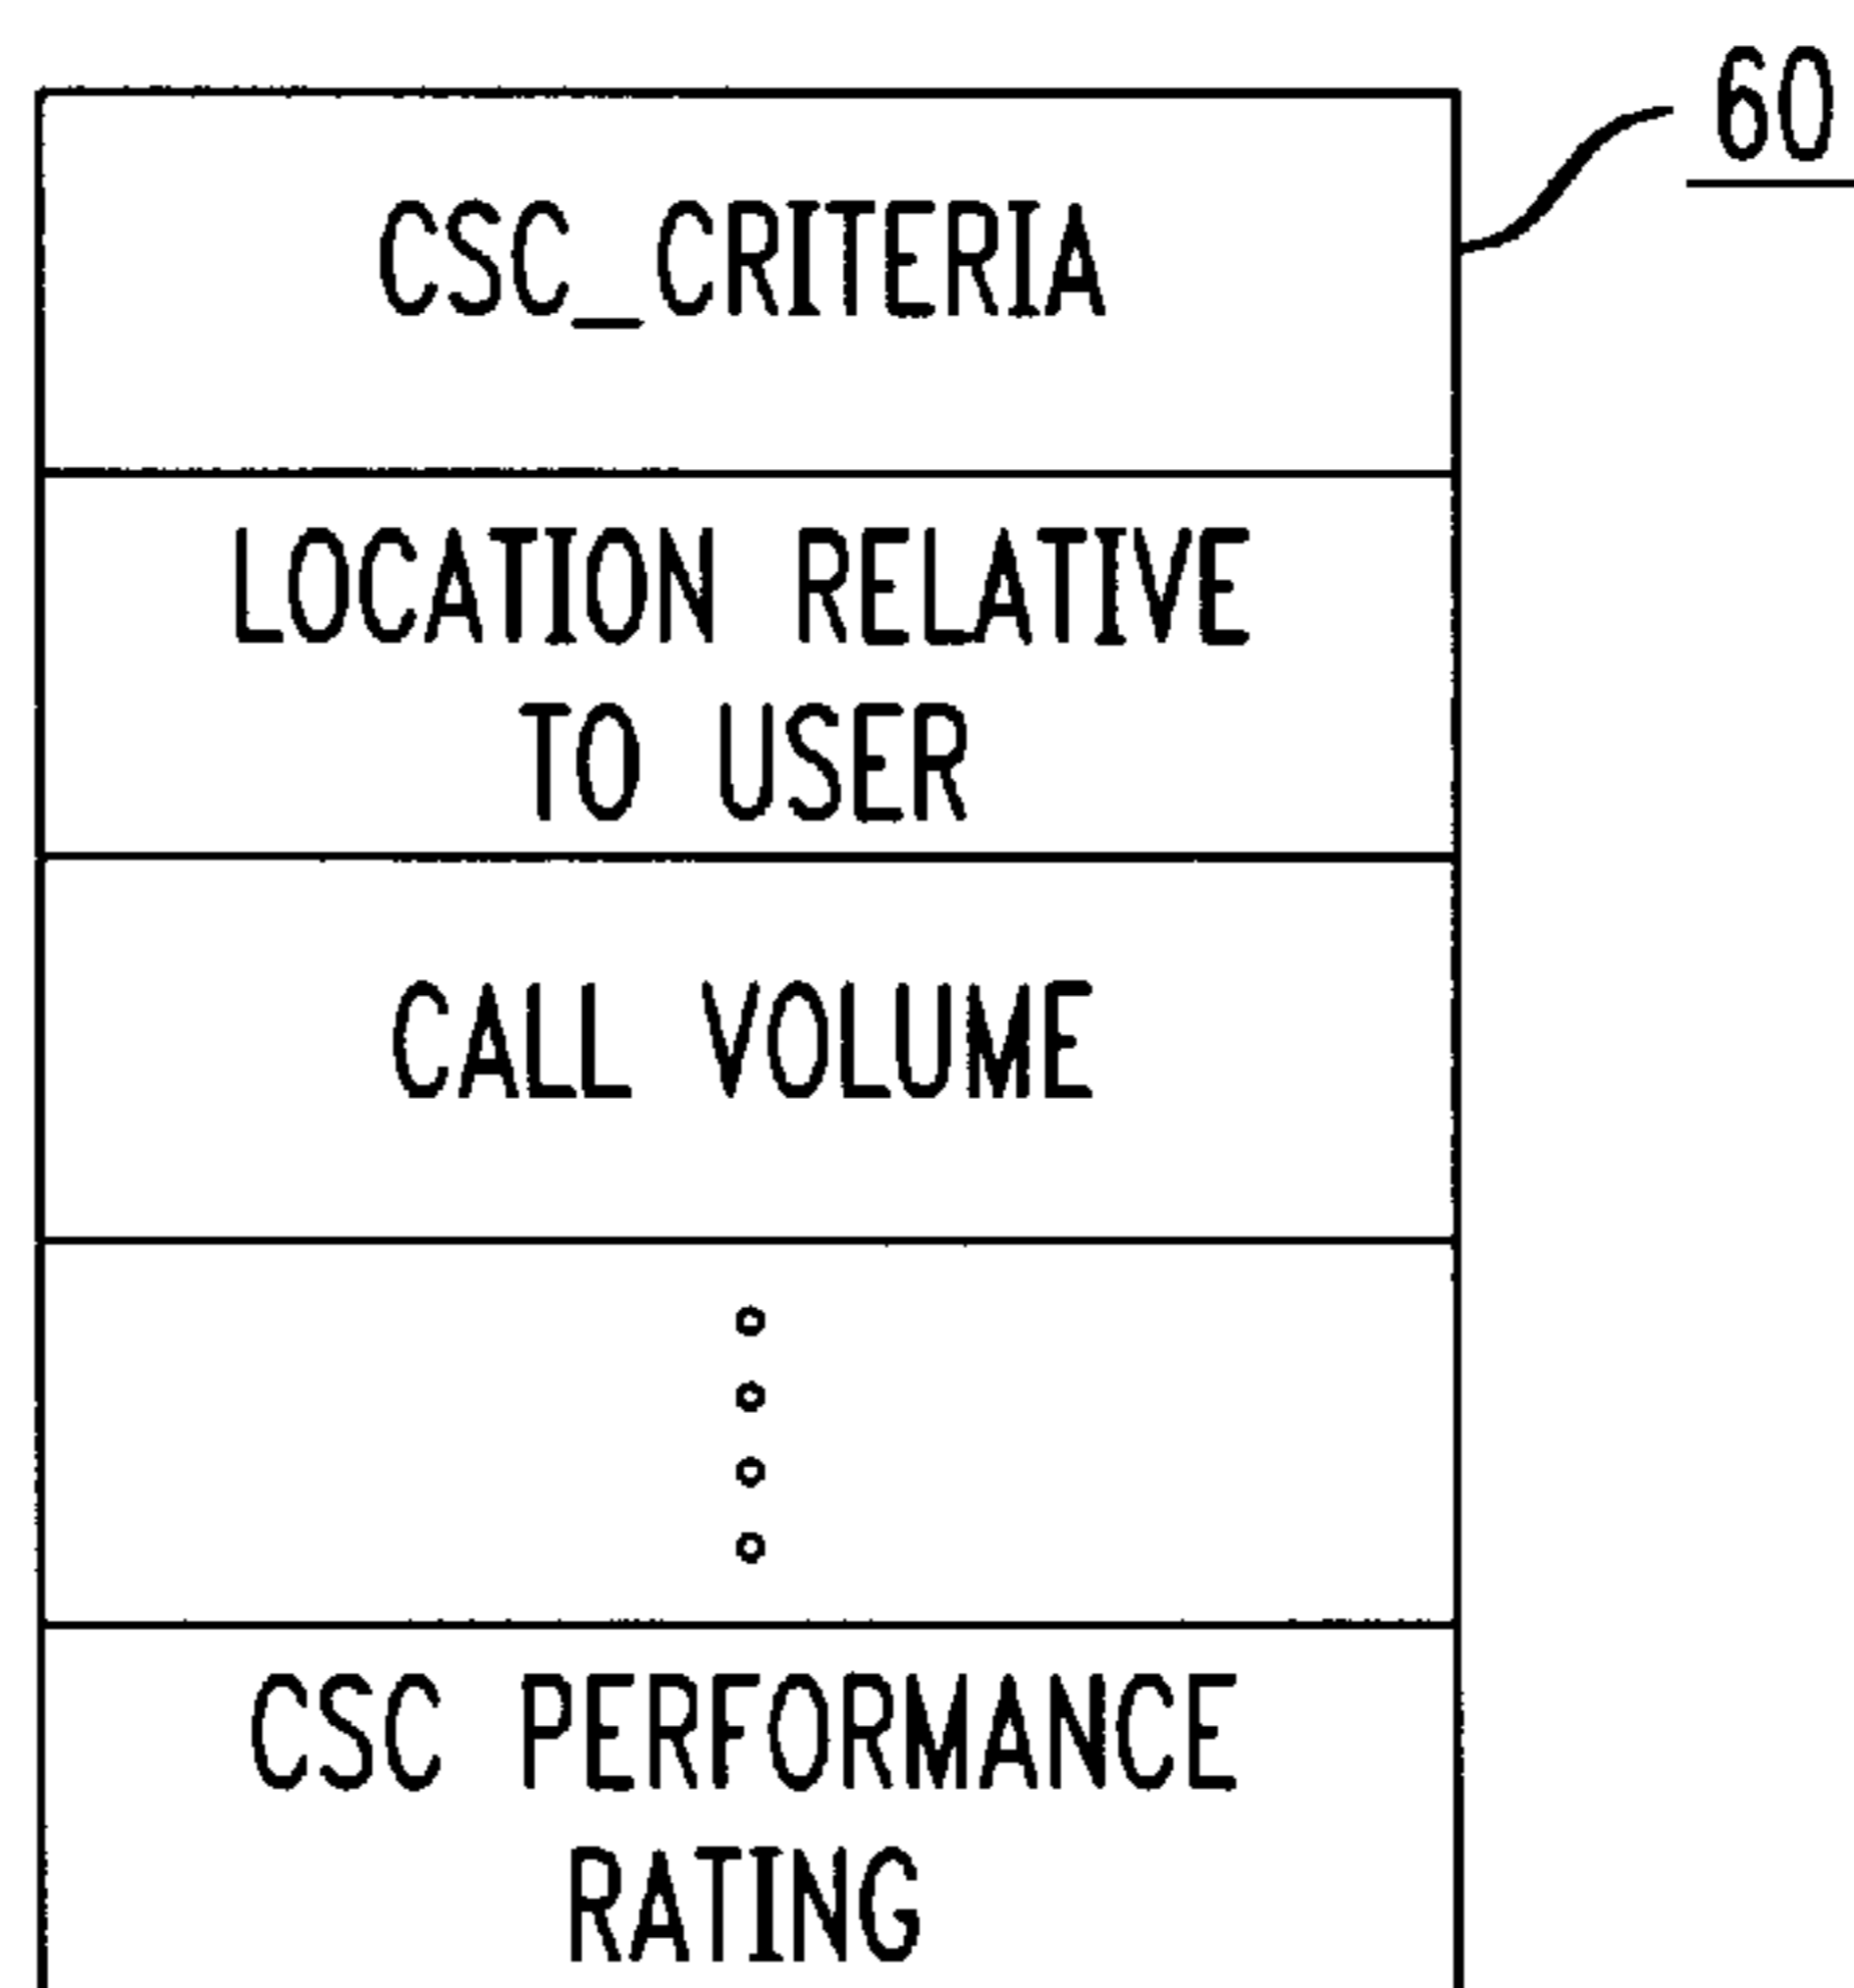 60
CSC_CRITERIA
LOCATION RELATIVE
TO USER
CALL VOLUME
CSC PERFORMANCE
RATING